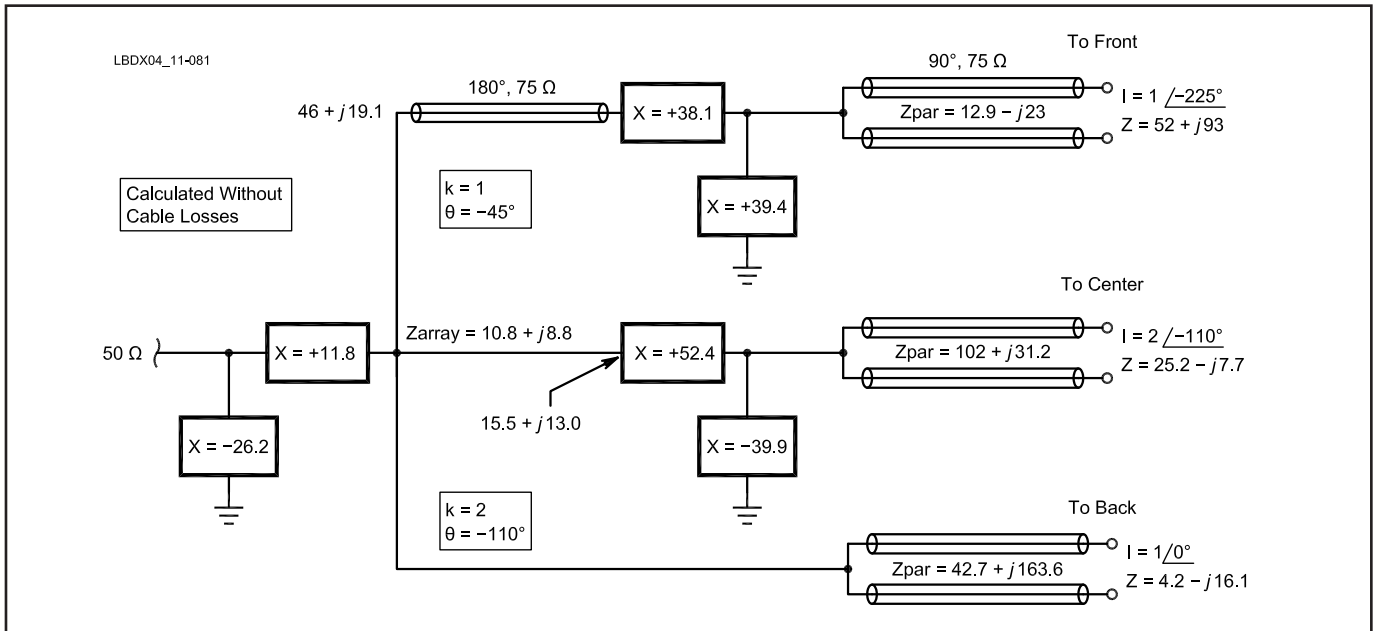 LBDX04_11-081
To Front
90°, 75 Ω
180°, 75 Ω
46 + j19.1
X = +38.1
Zpar = 12.9 − j23
I = 1 /−225°
Z = 52 + j93
Calculated Without
Cable Losses
k = 1
θ = −45°
X = +39.4
To Center
Zarray = 10.8 + j8.8
50 Ω
X = +11.8
X = +52.4
Zpar = 102 + j31.2
I = 2 /−110°
Z = 25.2 − j7.7
15.5 + j13.0
X = −26.2
X = −39.9
k = 2
θ = −110°
To Back
Zpar = 42.7 + j163.6
I = 1/0°
Z = 4.2 − j16.1